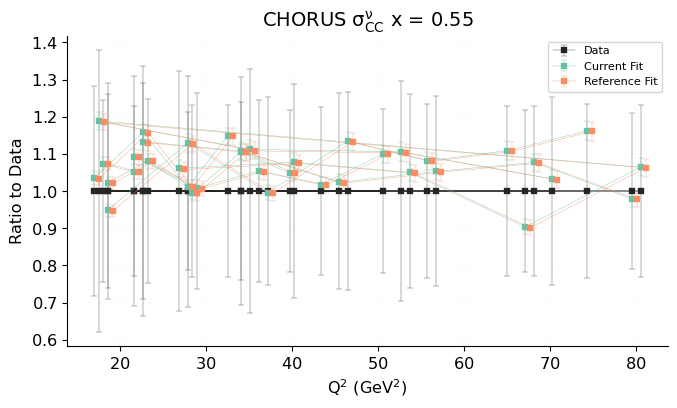 CHORUS σ^ν_CC x = 0.55
Ratio to Data
1.4
1.3
1.2
1.1
1.0
0.9
0.8
0.7
0.6
Data
Current Fit
Reference Fit
20 30 40 50 60 70 80
Q² (GeV²)